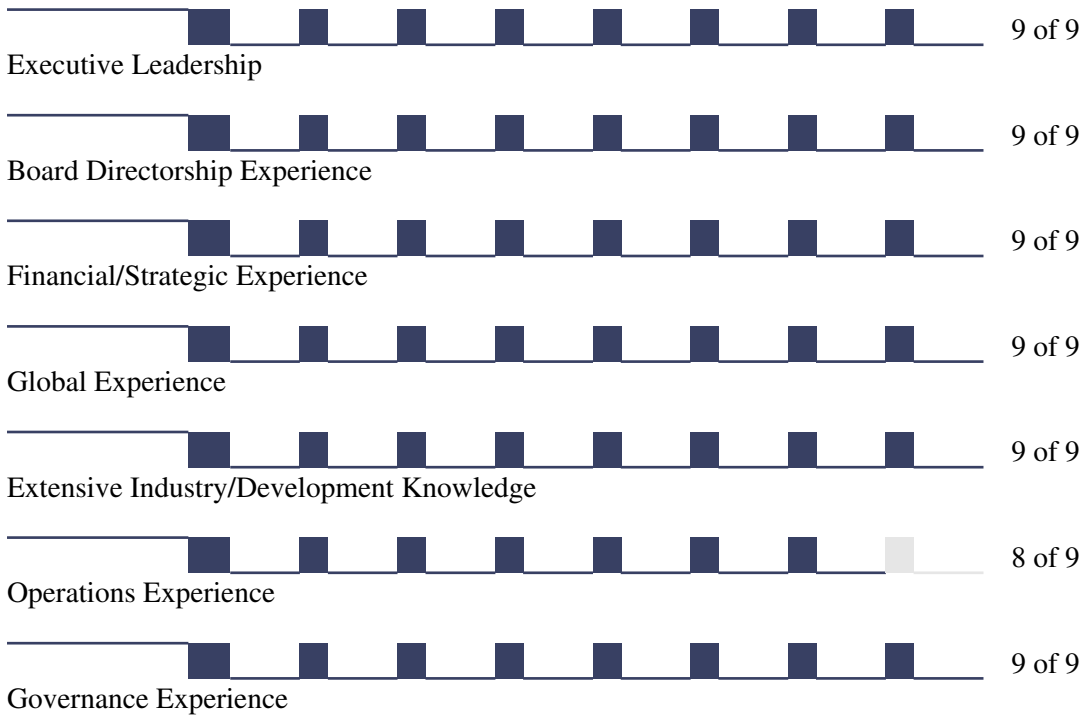 9 of 9
Executive Leadership
9 of 9
Board Directorship Experience
9 of 9
Financial/Strategic Experience
9 of 9
Global Experience
9 of 9
Extensive Industry/Development Knowledge
8 of 9
Operations Experience
9 of 9
Governance Experience